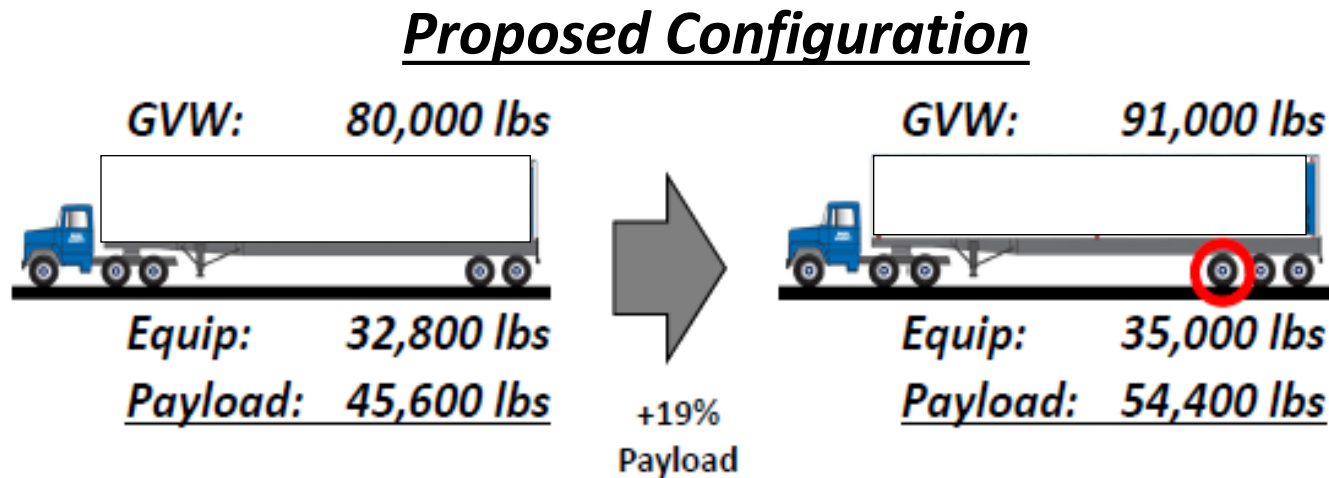 Proposed Configuration
GVW: 80,000 lbs
Equip: 32,800 lbs
Payload: 45,600 lbs
+19%
Payload
GVW: 91,000 lbs
Equip: 35,000 lbs
Payload: 54,400 lbs